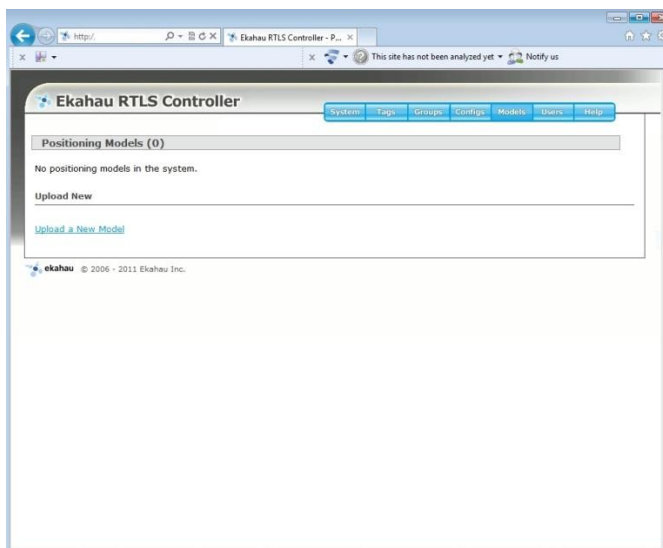 http:/.
Ekahau RTLS Controller - P...
This site has not been analyzed yet
Notify us
Ekahau RTLS Controller
System Tags Groups Configs Models Users Help
Positioning Models (0)
No positioning models in the system.
Upload New
Upload a New Model
ekahau © 2006 - 2011 Ekahau Inc.